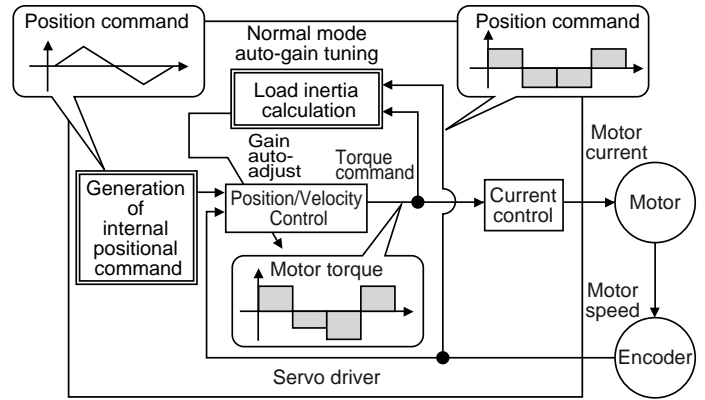 Position command
Normal mode
auto-gain tuning
Position command
Load inertia
calculation
Gain
auto-
adjust
Torque
command
Motor
current
Generation
of
internal
positional
command
Position/Velocity
Control
Current
control
Motor
Motor torque
Motor
speed
Encoder
Servo driver